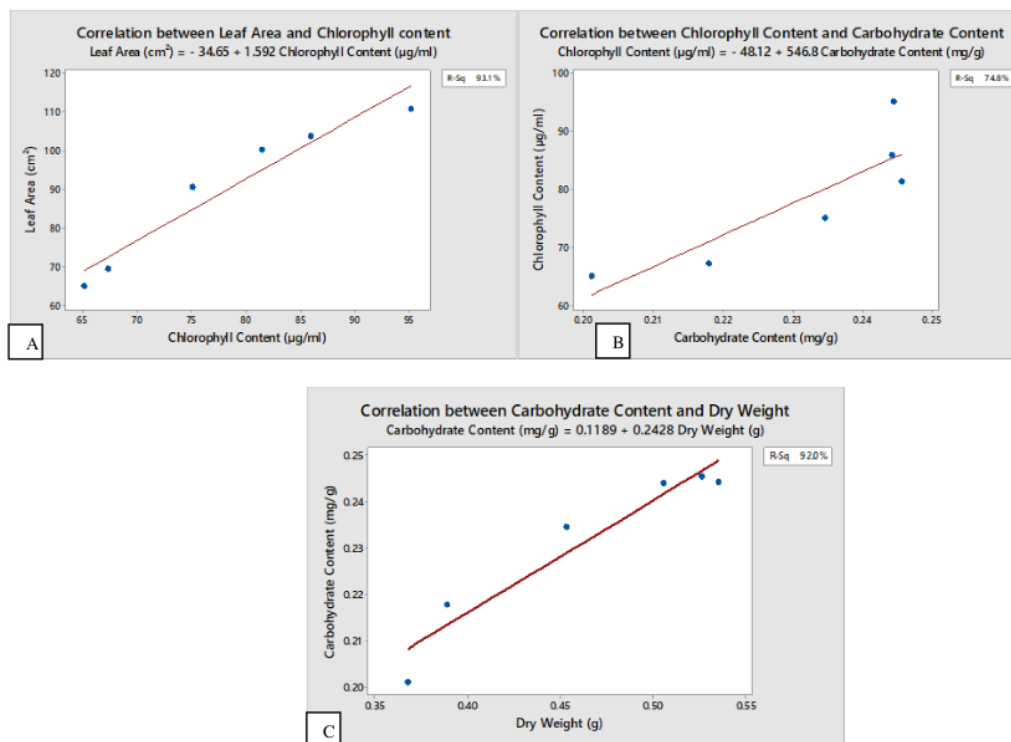 Correlation between Leaf Area and Chlorophyll content
Leaf Area (cm²) = - 34.65 + 1.592 Chlorophyll Content (µg/ml)
R-Sq 93.1%
120
110
100
90
80
70
60
Leaf Area (cm²)
65 70 75 80 85 90 95
Chlorophyll Content (µg/ml)
A
Correlation between Chlorophyll Content and Carbohydrate Content
Chlorophyll Content (µg/ml) = - 48.12 + 546.8 Carbohydrate Content (mg/g)
R-Sq 74.8%
100
90
80
70
60
Chlorophyll Content (µg/ml)
0.20 0.21 0.22 0.23 0.24 0.25
Carbohydrate Content (mg/g)
B
Correlation between Carbohydrate Content and Dry Weight
Carbohydrate Content (mg/g) = 0.1189 + 0.2428 Dry Weight (g)
R-Sq 92.0%
0.25
0.24
0.23
0.22
0.21
0.20
Carbohydrate Content (mg/g)
0.35 0.40 0.45 0.50 0.55
Dry Weight (g)
C